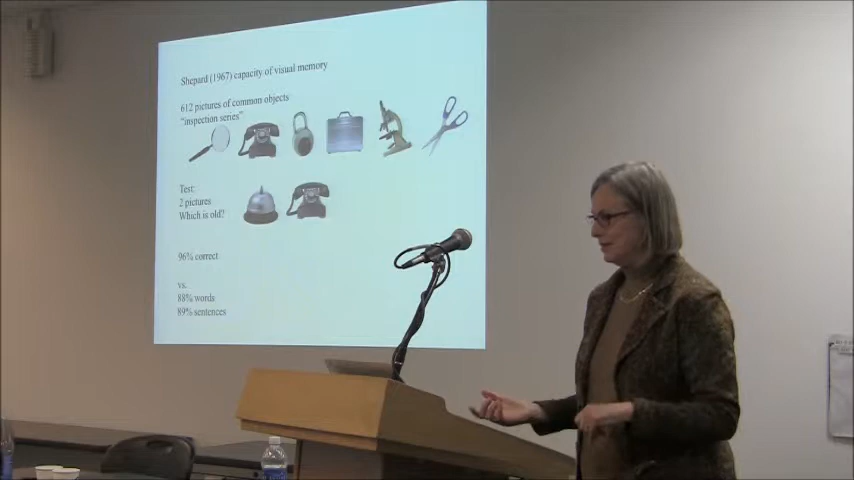 Shepard (1967) capacity of visual memory
612 pictures of common objects
"inspection series"
Test:
2 pictures
Which is old?
96% correct
vs.
88% words
89% sentences